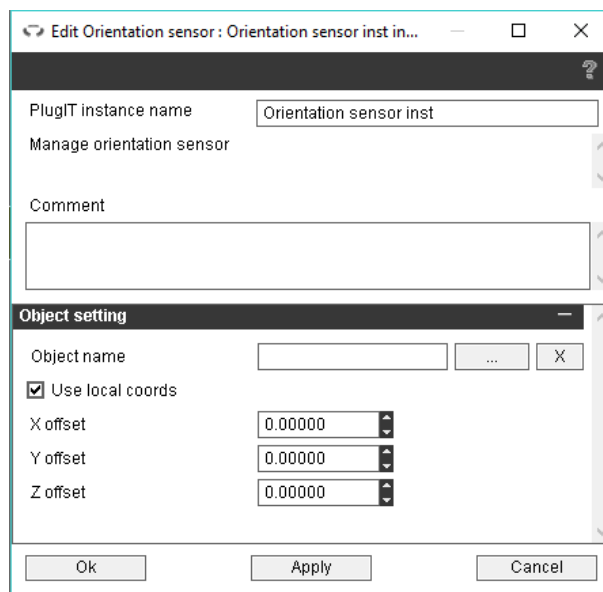 Edit Orientation sensor : Orientation sensor inst in...
?
PlugIT instance name Orientation sensor inst
Manage orientation sensor
Comment
Object setting
Object name ... X
Use local coords
X offset 0.00000
Y offset 0.00000
Z offset 0.00000
Ok Apply Cancel